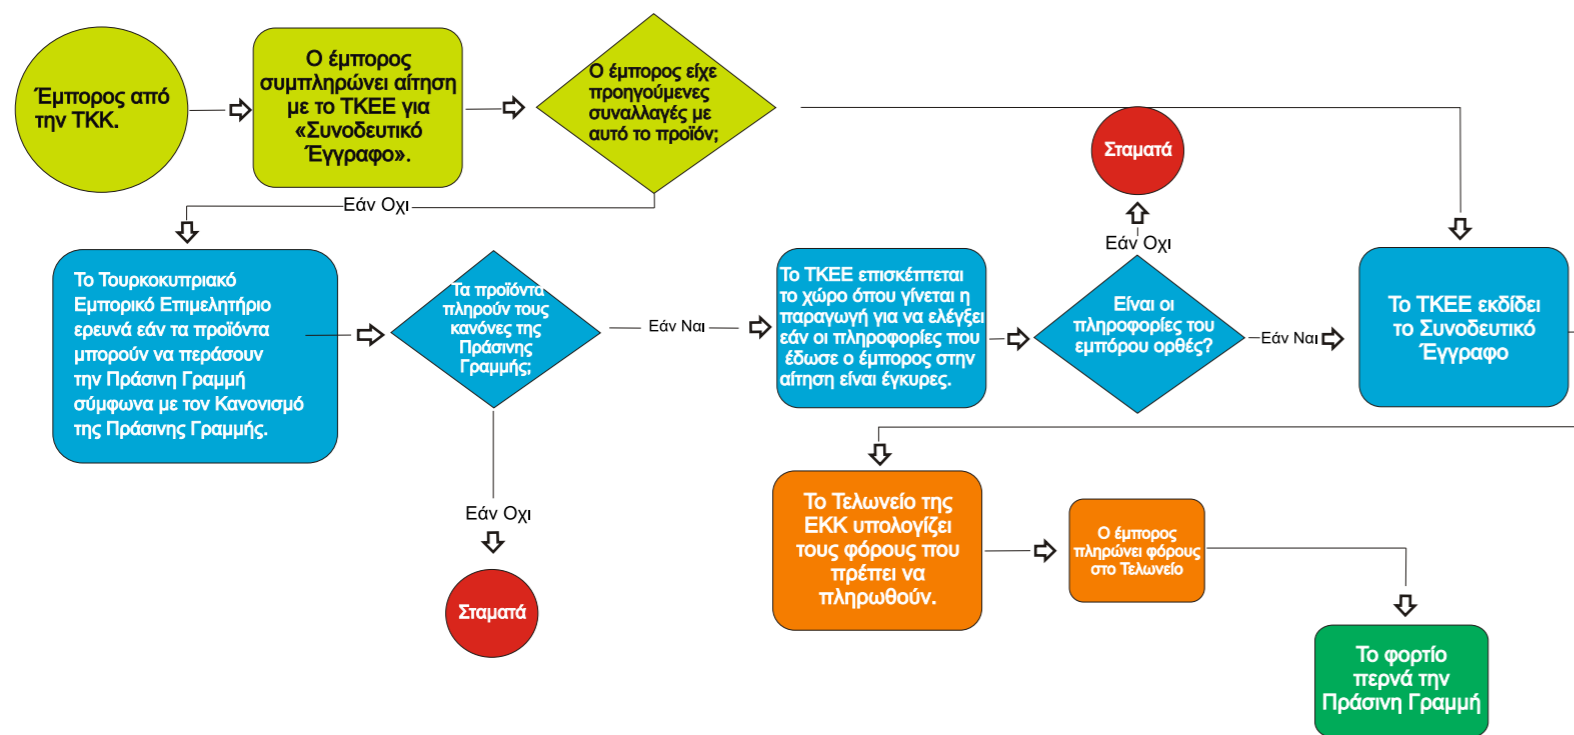 Έμπορος από
την ΤΚΚ.
Ο έμπορος
συμπληρώνει αίτηση
με το ΤΚΕΕ για
«Συνοδευτικό
Έγγραφο».
Ο έμπορος είχε
προηγούμενες
συναλλαγές με
αυτό το προϊόν;
Εάν Οχι
Το Τουρκοκυπριακό
Εμπορικό Επιμελητήριο
ερευνά εάν τα προϊόντα
μπορούν να περάσουν
την Πράσινη Γραμμή
σύμφωνα με τον Κανονισμό
της Πράσινης Γραμμής.
Τα προϊόντα
πληρούν τους
κανόνες της
Πράσινης
Γραμμής;
Εάν Οχι
Σταματά
Εάν Ναι
Το ΤΚΕΕ επισκέπτεται
το χώρο όπου γίνεται η
παραγωγή για να ελέγξει
εάν οι πληροφορίες που
έδωσε ο έμπορος στην
αίτηση είναι έγκυρες.
Είναι οι
πληροφορίες του
εμπόρου ορθές?
Εάν Οχι
Σταματά
Εάν Ναι
Το ΤΚΕΕ εκδίδει
το Συνοδευτικό
Έγγραφο
Το Τελωνείο της
ΕΚΚ υπολογίζει
τους φόρους που
πρέπει να
πληρωθούν.
Ο έμπορος
πληρώνει φόρους
στο Τελωνείο
Το φορτίο
περνά την
Πράσινη Γραμμή